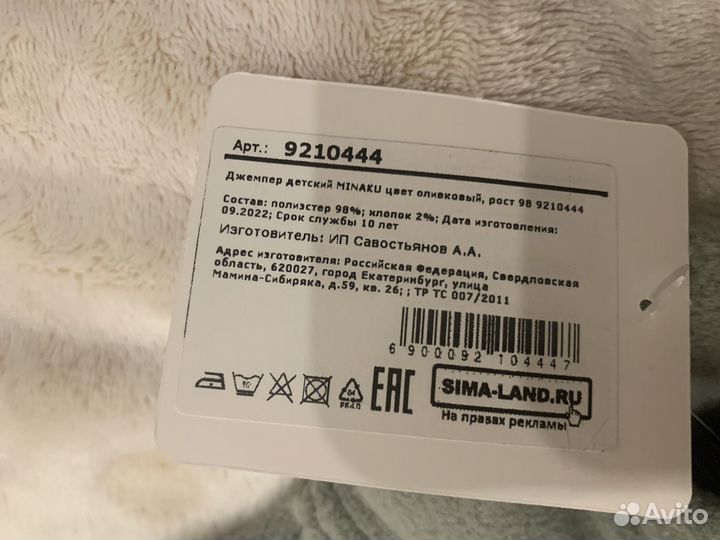 Арт.: 9210444
Джемпер детский MINAKU цвет оливковый, рост 98 9210444
Состав: полиэстер 98%; хлопок 2%; Дата изготовления:
09.2022; Срок службы 10 лет
Изготовитель: ИП Савостьянов А.А.
Адрес изготовителя: Российская Федерация, Свердловская
область, 620027, город Екатеринбург, улица
Мамина-Сибиряка, д.59, кв. 26; ; ТР ТС 007/2011
6 900092 104447
EAC
SIMA-LAND.RU
На правах рекламы
Avito